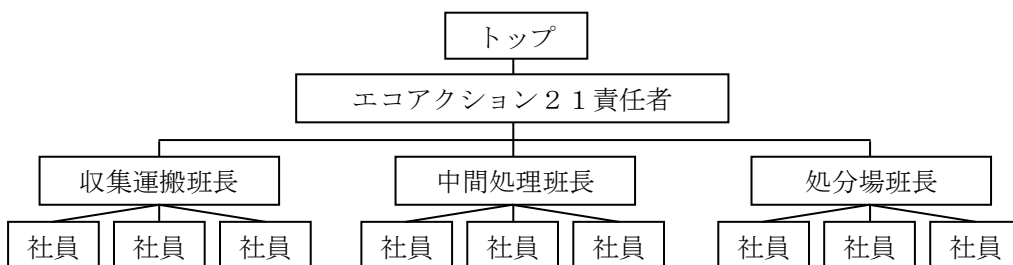 トップ
エコアクション２１責任者
収集運搬班長 中間処理班長 処分場班長
社員 社員 社員 社員 社員 社員 社員 社員 社員